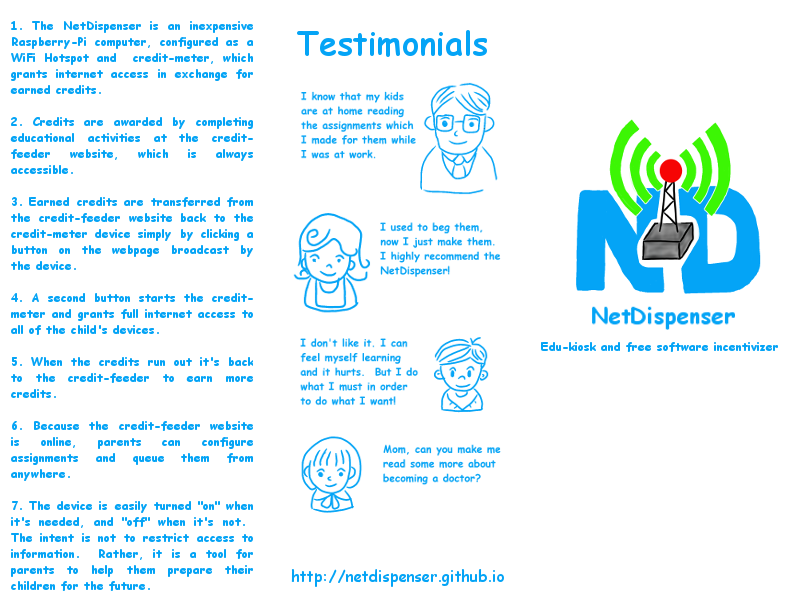 1. The NetDispenser is an inexpensive
Raspberry-Pi computer, configured as a
WiFi Hotspot and credit-meter, which
grants internet access in exchange for
earned credits.
2. Credits are awarded by completing
educational activities at the credit-
feeder website, which is always
accessible.
3. Earned credits are transferred from
the credit-feeder website back to the
credit-meter device simply by clicking a
button on the webpage broadcast by
the device.
4. A second button starts the credit-
meter and grants full internet access to
all of the child's devices.
5. When the credits run out it's back
to the credit-feeder to earn more
credits.
6. Because the credit-feeder website
is online, parents can configure
assignments and queue them from
anywhere.
7. The device is easily turned "on" when
it's needed, and "off" when it's not.
The intent is not to restrict access to
information. Rather, it is a tool for
parents to help them prepare their
children for the future.
Testimonials
I know that my kids
are at home reading
the assignments which
I made for them while
I was at work.
I used to beg them,
now I just make them.
I highly recommend the
NetDispenser!
I don't like it. I can
feel myself learning
and it hurts. But I do
what I must in order
to do what I want!
Mom, can you make me
read some more about
becoming a doctor?
http://netdispenser.github.io
ND
NetDispenser
Edu-kiosk and free software incentivizer